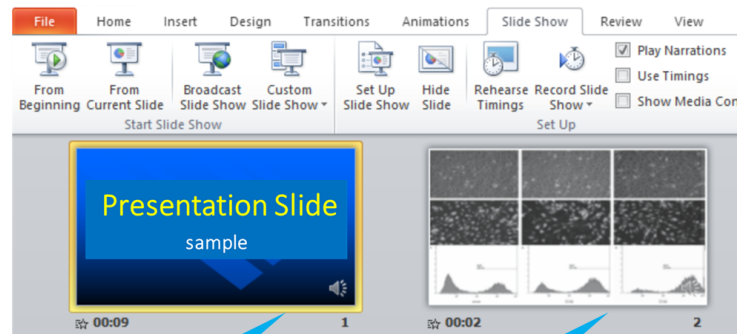 File Home Insert Design Transitions Animations Slide Show Review View
From Beginning
From Current Slide
Broadcast Slide Show
Custom Slide Show
Set Up Slide Show
Hide Slide
Rehearse Timings
Record Slide Show
Play Narrations
Use Timings
Show Media Con
Start Slide Show
Set Up
Presentation Slide
sample
00:09 1
00:02 2